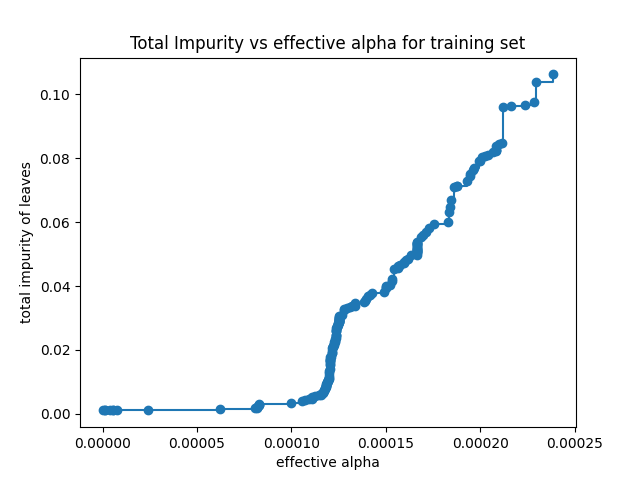 Total Impurity vs effective alpha for training set
total impurity of leaves
0.10
0.08
0.06
0.04
0.02
0.00
0.00000 0.00005 0.00010 0.00015 0.00020 0.00025
effective alpha